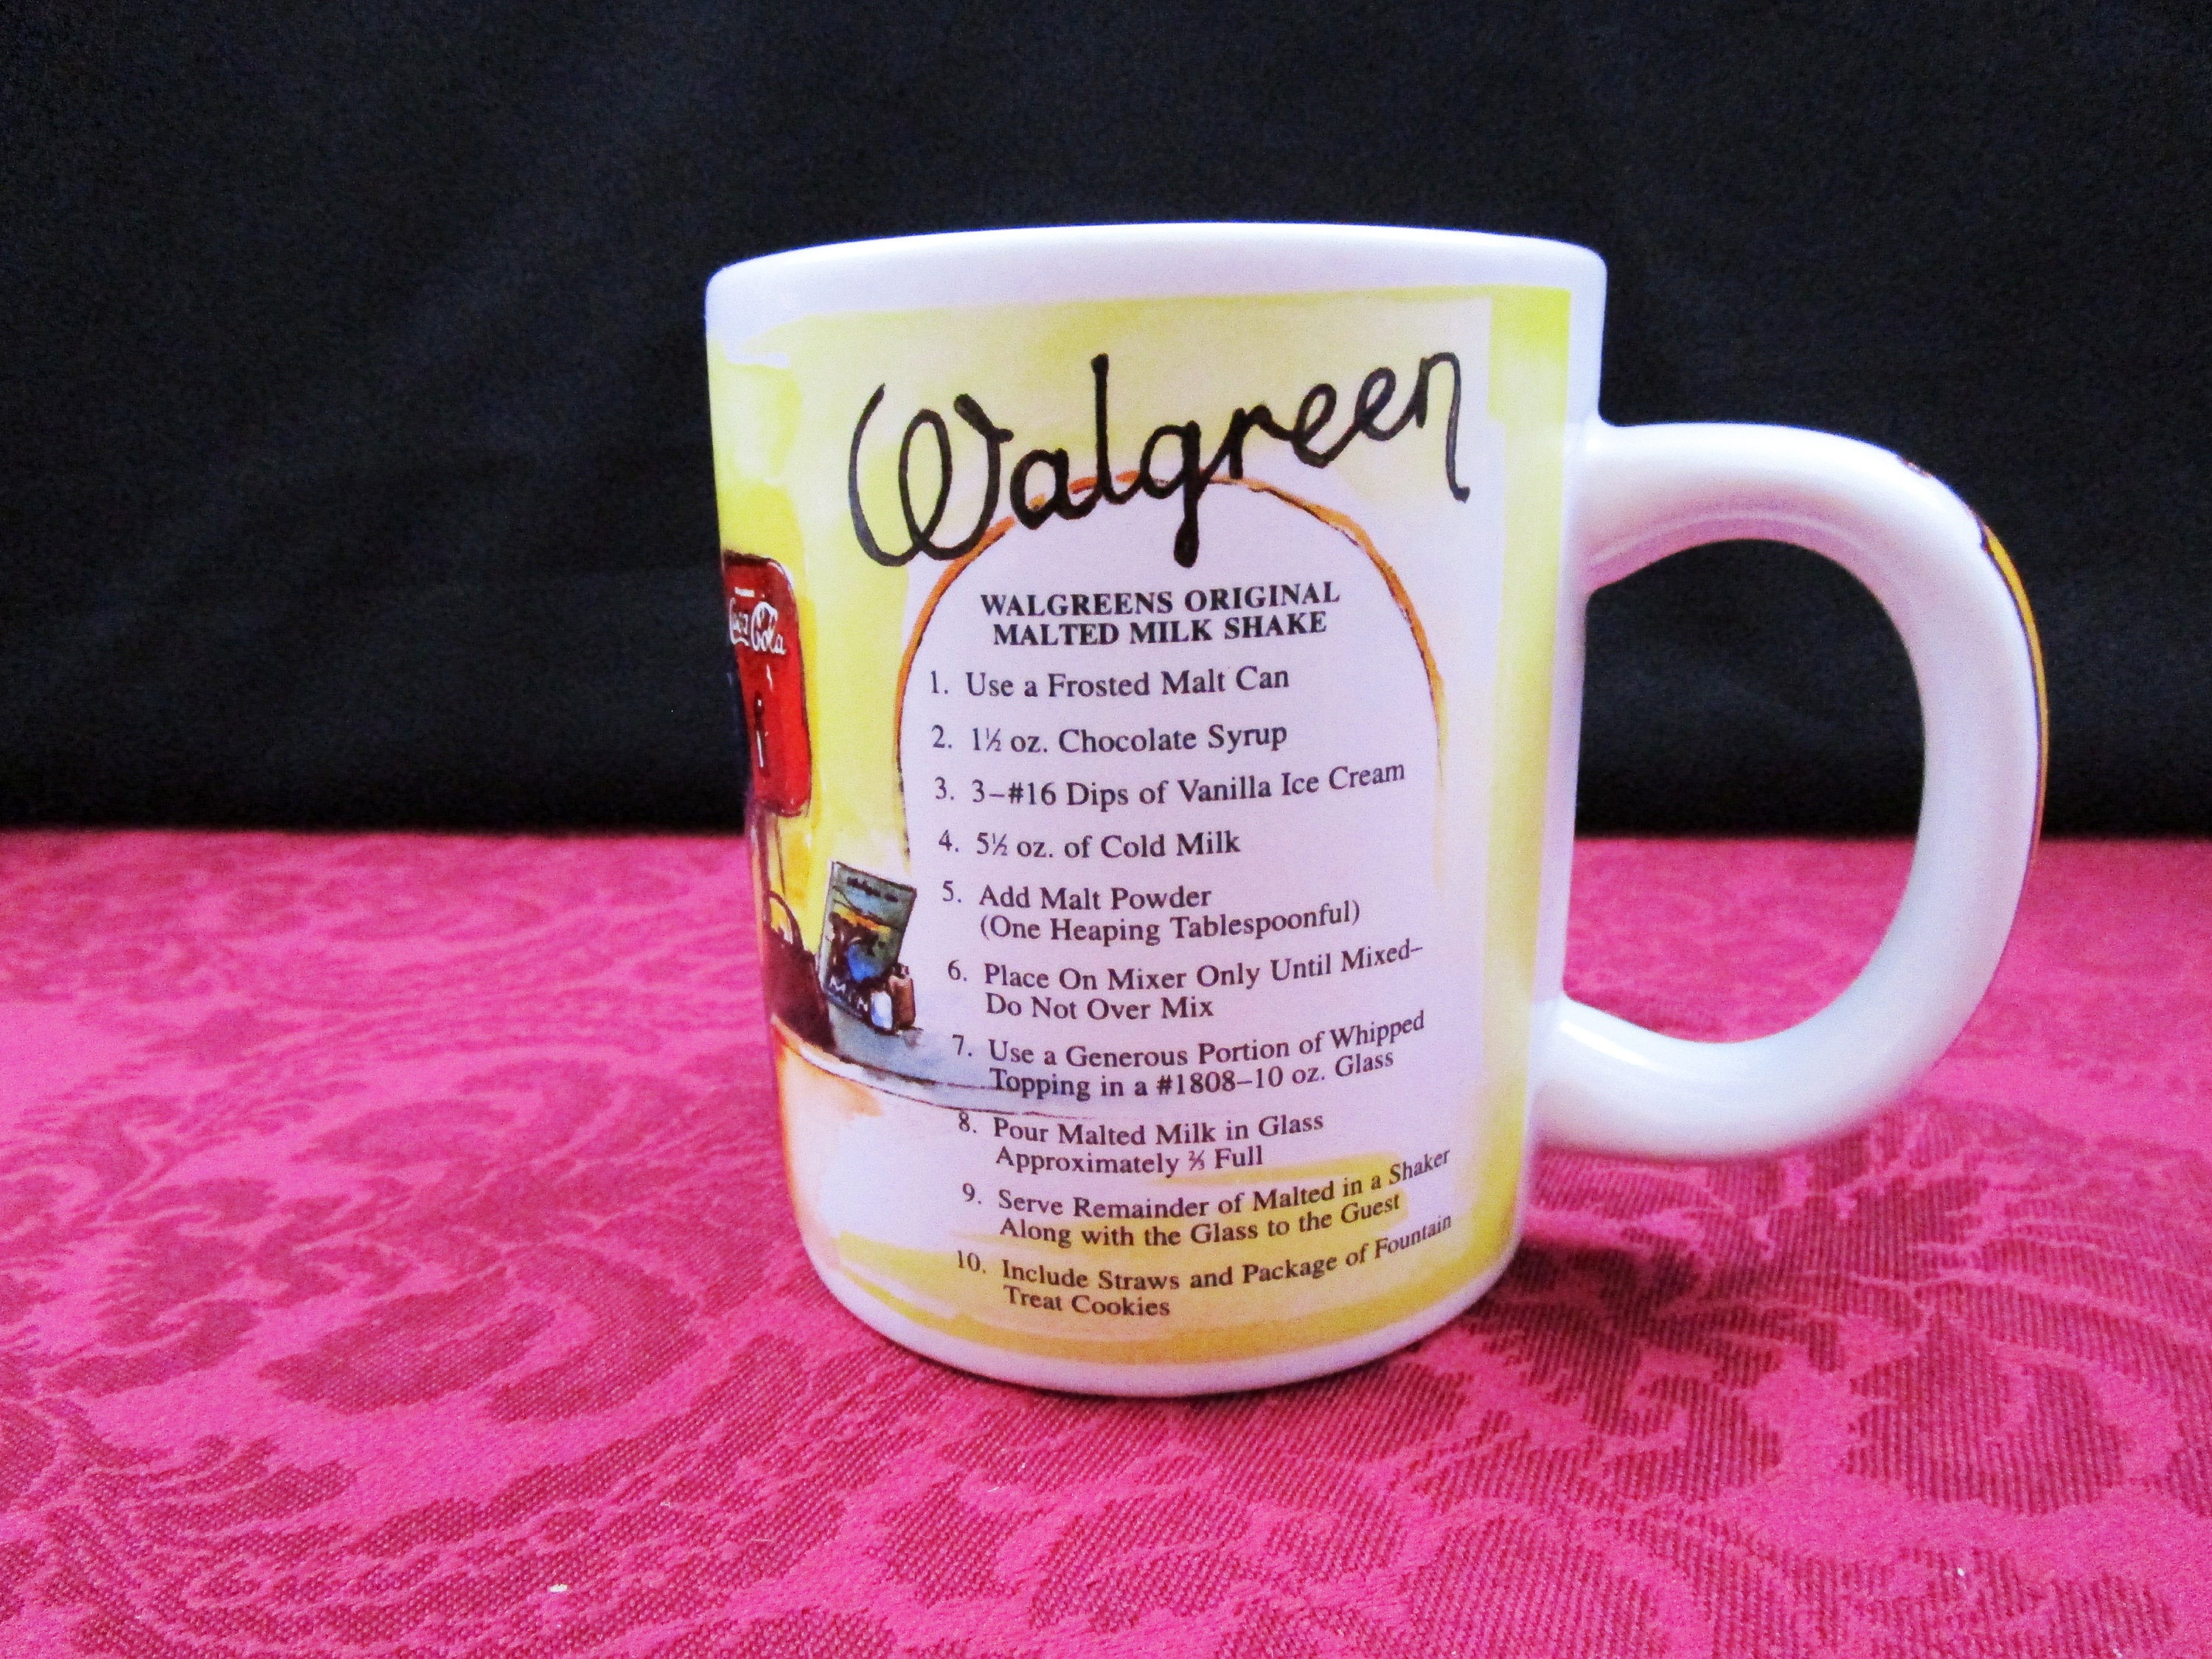 Walgreen
WALGREENS ORIGINAL
MALTED MILK SHAKE
1. Use a Frosted Malt Can
2. 1½ oz. Chocolate Syrup
3. 3–#16 Dips of Vanilla Ice Cream
4. 5½ oz. of Cold Milk
5. Add Malt Powder
(One Heaping Tablespoonful)
6. Place On Mixer Only Until Mixed–
Do Not Over Mix
7. Use a Generous Portion of Whipped
Topping in a #1808–10 oz. Glass
8. Pour Malted Milk in Glass
Approximately ⅔ Full
9. Serve Remainder of Malted in a Shaker
Along with the Glass to the Guest
10. Include Straws and Package of Fountain
Treat Cookies
Coca Cola